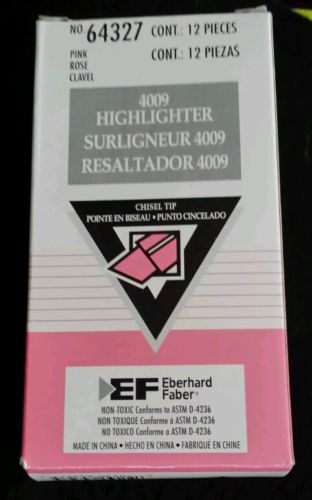 NO. 64327 CONT.: 12 PIECES
PINK CONT.: 12 PIEZAS
ROSE
CLAVEL
4009
HIGHLIGHTER
SURLIGNEUR 4009
RESALTADOR 4009
CHISEL TIP
POINTE EN BISEAU • PUNTO CINCELADO
EF Eberhard
Faber®
NON-TOXIC Conforms to ASTM D-4236
NON TOXIQUE Conforme a ASTM D-4236
NO TOXICO Conforme a ASTM D-4236
MADE IN CHINA • HECHO EN CHINA • FABRIQUÉ EN CHINE